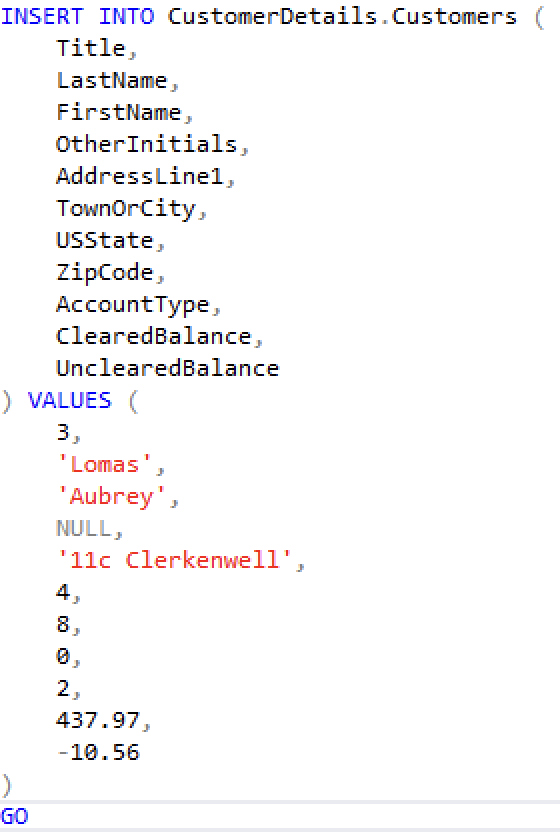 INSERT INTO CustomerDetails.Customers (
    Title,
    LastName,
    FirstName,
    OtherInitials,
    AddressLine1,
    TownOrCity,
    USState,
    ZipCode,
    AccountType,
    ClearedBalance,
    UnclearedBalance
) VALUES (
    3,
    'Lomas',
    'Aubrey',
    NULL,
    '11c Clerkenwell',
    4,
    8,
    0,
    2,
    437.97,
    -10.56
)
GO